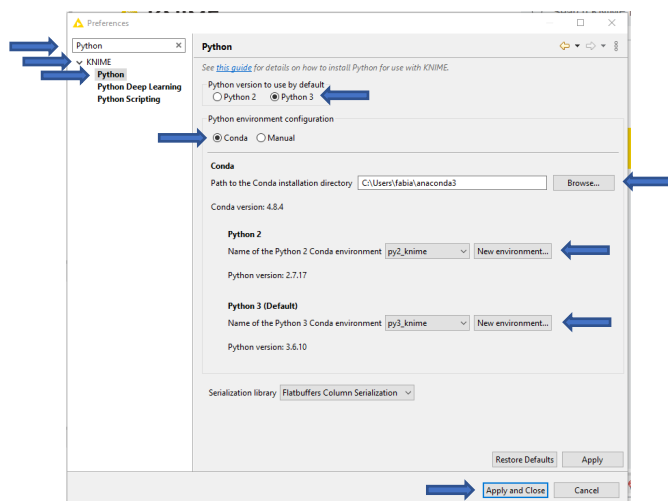 Preferences
Python
KNIME
Python
Python Deep Learning
Python Scripting
Python
See this guide for details on how to install Python for use with KNIME.
Python version to use by default
Python 2 Python 3
Python environment configuration
Conda Manual
Conda
Path to the Conda installation directory C:\Users\fabia\anaconda3 Browse...
Conda version: 4.8.4
Python 2
Name of the Python 2 Conda environment py2_knime New environment...
Python version: 2.7.17
Python 3 (Default)
Name of the Python 3 Conda environment py3_knime New environment...
Python version: 3.6.10
Serialization library Flatbuffers Column Serialization
Restore Defaults Apply
Apply and Close Cancel